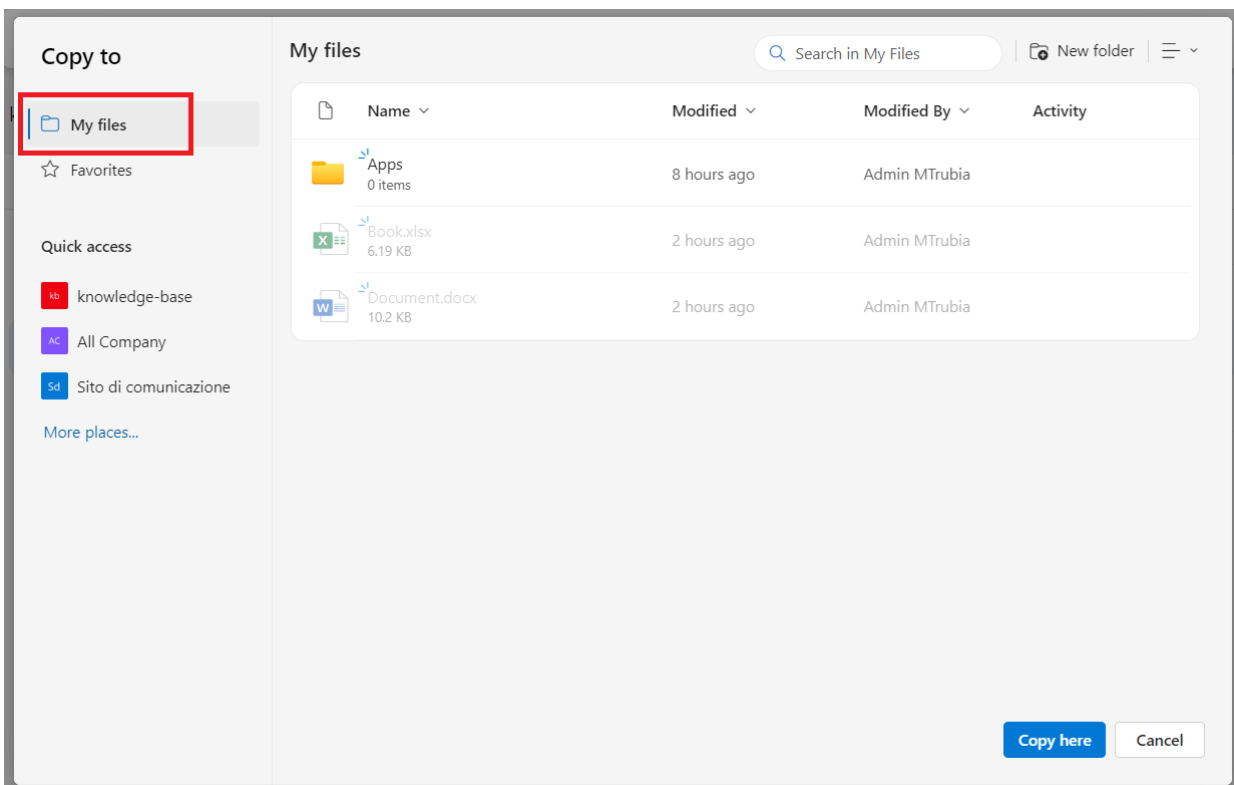 Copy to
My files
Favorites
Quick access
kb knowledge-base
AC All Company
Sd Sito di comunicazione
More places...
My files
Search in My Files
New folder
Name Modified Modified By Activity
Apps
0 items
8 hours ago Admin MTrubia
Book.xlsx
6.19 KB
2 hours ago Admin MTrubia
Document.docx
10.2 KB
2 hours ago Admin MTrubia
Copy here Cancel